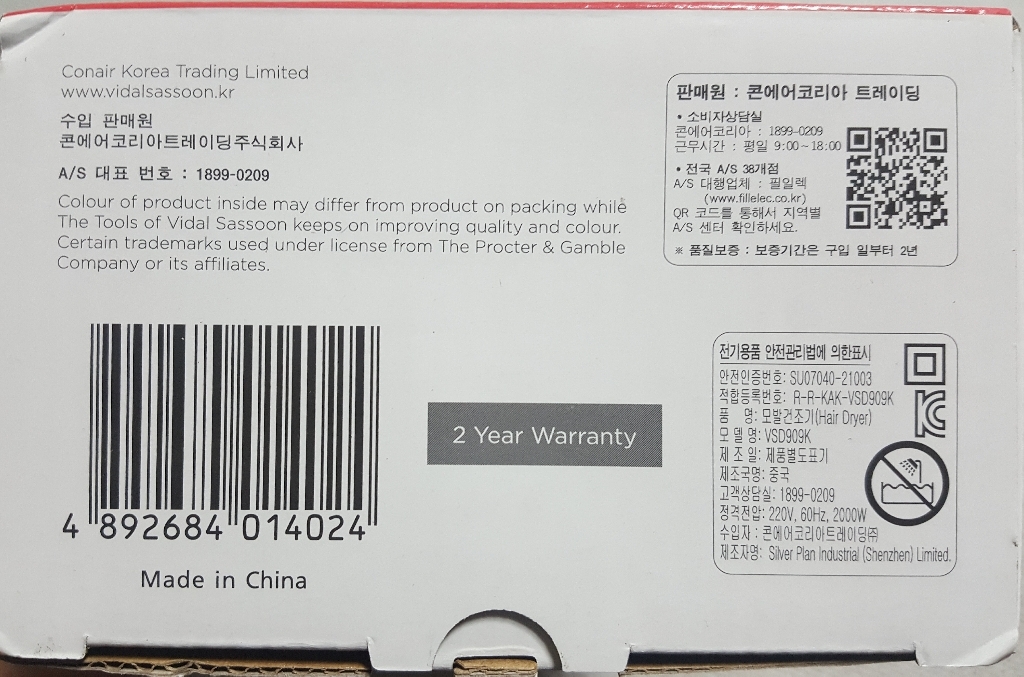 Conair Korea Trading Limited
www.vidalsassoon.kr
수입 판매원
콘에어코리아트레이딩주식회사
A/S 대표 번호 : 1899-0209
Colour of product inside may differ from product on packing while
The Tools of Vidal Sassoon keeps on improving quality and colour.
Certain trademarks used under license from The Procter & Gamble
Company or its affiliates.
판매원 : 콘에어코리아 트레이딩
• 소비자상담실
콘에어코리아 : 1899-0209
근무시간 : 평일 9:00~18:00
• 전국 A/S 38개점
A/S 대행업체 : 필일렉
(www.fillelec.co.kr)
QR 코드를 통해서 지역별
A/S 센터 확인하세요.
※ 품질보증 : 보증기간은 구입 일부터 2년
4 892684 014024
Made in China
2 Year Warranty
전기용품 안전관리법에 의한표시
안전인증번호: SU07040-21003
적합등록번호: R-R-KAK-VSD909K
품 명: 모발건조기(Hair Dryer)
모 델 명: VSD909K
제 조 일: 제품별도표기
제조국명: 중국
고객상담실: 1899-0209
정격전압: 220V, 60Hz, 2000W
수입자 : 콘에어코리아트레이딩㈜
제조자명: Silver Plan Industrial (Shenzhen) Limited.